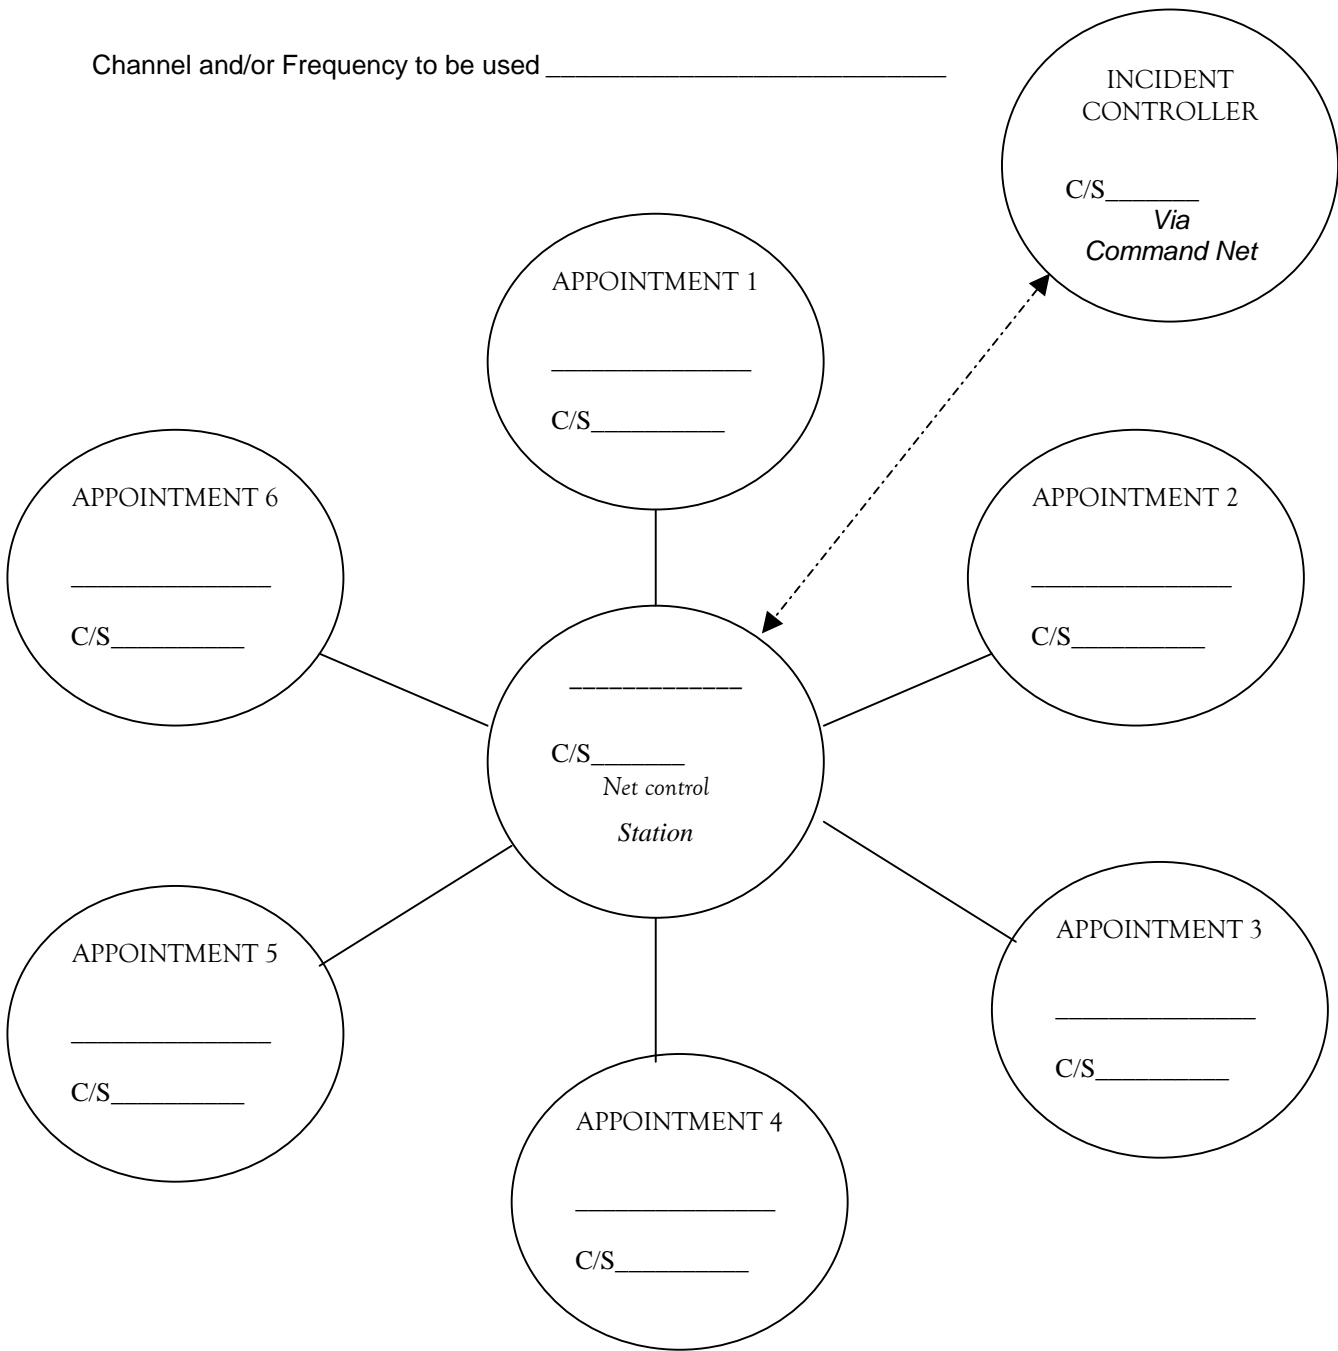 Channel and/or Frequency to be used ___________________________
INCIDENT
CONTROLLER
C/S_______
Via
Command Net
APPOINTMENT 1
_______________
C/S__________
APPOINTMENT 6
_______________
C/S__________
APPOINTMENT 2
_______________
C/S__________
_____________
C/S_______
Net control
Station
APPOINTMENT 5
_______________
C/S__________
APPOINTMENT 3
_______________
C/S__________
APPOINTMENT 4
_______________
C/S__________